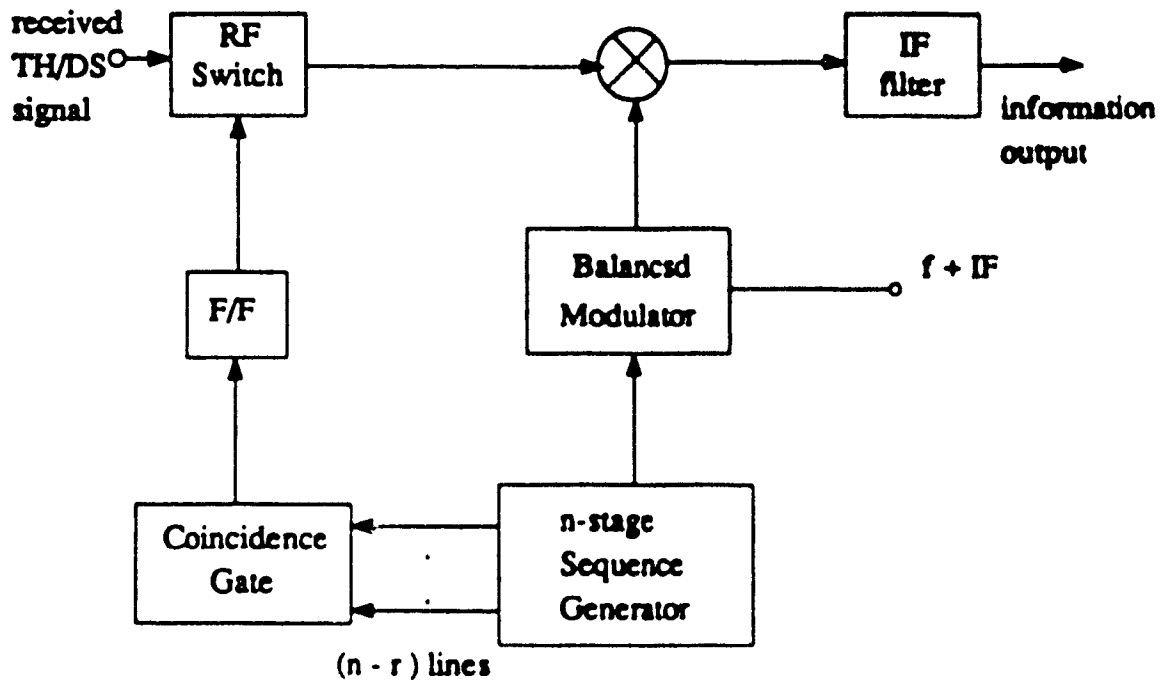 received
TH/DS
signal
RF
Switch
IF
filter
information
output
Balancsd
Modulator
f + IF
F/F
Coincidence
Gate
n-stage
Sequence
Generator
(n - r ) lines